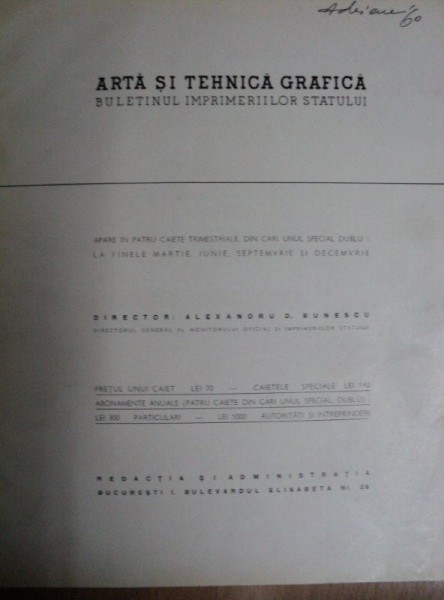 ARTĂ ȘI TEHNICĂ GRAFICĂ
BULETINUL IMPRIMERIILOR STATULUI
APARE IN PATRU CAIETE TRIMESTRIALE, DIN CARI UNUL SPECIAL DUBLU :
LA FINELE MARTIE, IUNIE, SEPTEMVRIE ȘI DECEMVRIE
DIRECTOR: ALEXANDRU D. BUNESCU
DIRECTORUL GENERAL AL MONITORULUI OFICIAL ȘI IMPRIMERIILOR STATULUI
PREȚUL UNUI CAIET LEI 70 — CAIETELE SPECIALE LEI 140
ABONAMENTE ANUALE (PATRU CAIETE DIN CARI UNUL SPECIAL, DUBLU) :
LEI 300 PARTICULARI — LEI AUTORITĂȚI ȘI INTREPRINDERI
REDACȚIA ȘI ADMINISTRAȚIA
BUCUREȘTI I, BULEVARDUL ELISABETA Nr. 29